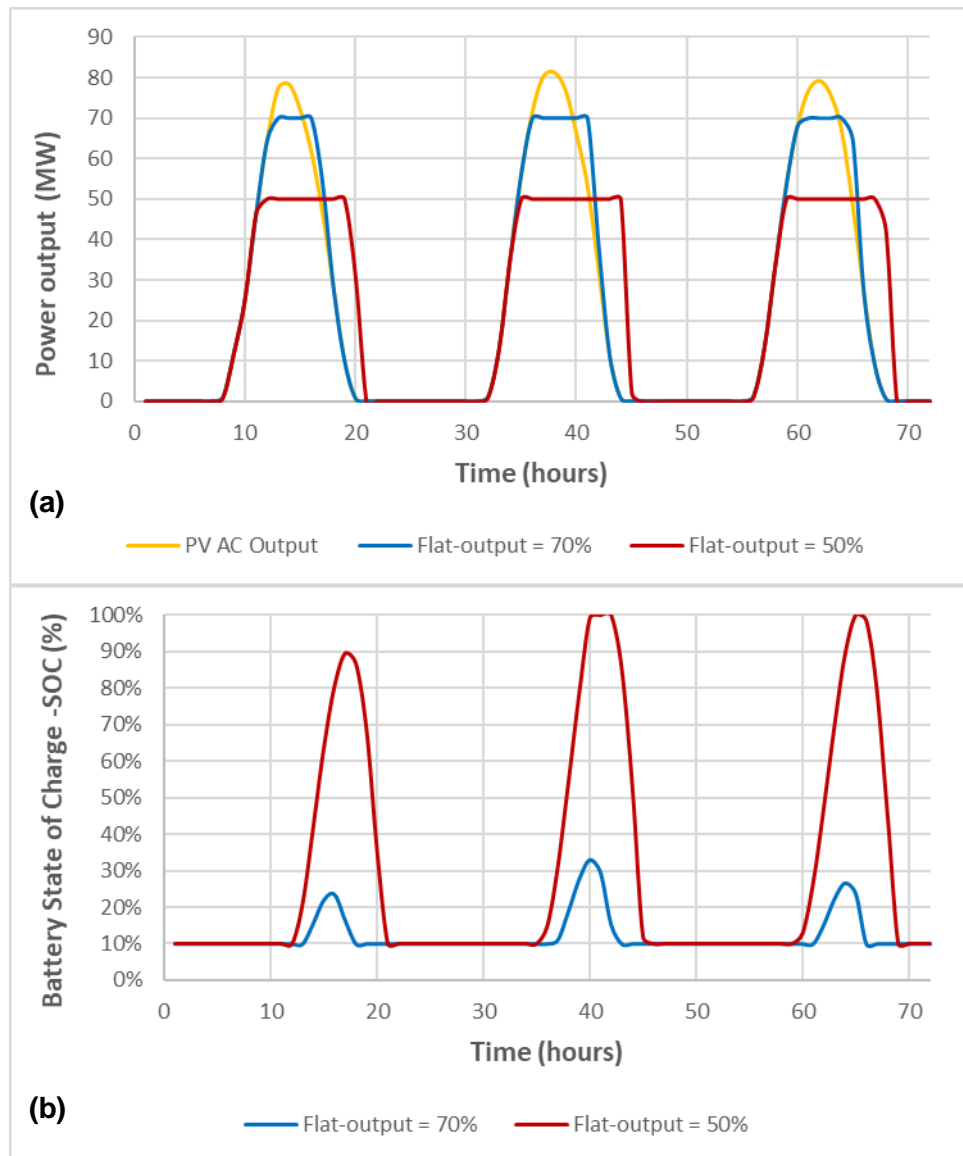 90
80
70
60
50
40
30
20
10
0
Power output (MW)
0 10 20 30 40 50 60 70
Time (hours)
(a)
PV AC Output Flat-output = 70% Flat-output = 50%
100%
90%
80%
70%
60%
50%
40%
30%
20%
10%
0%
Battery State of Charge -SOC (%)
0 10 20 30 40 50 60 70
Time (hours)
(b)
Flat-output = 70% Flat-output = 50%